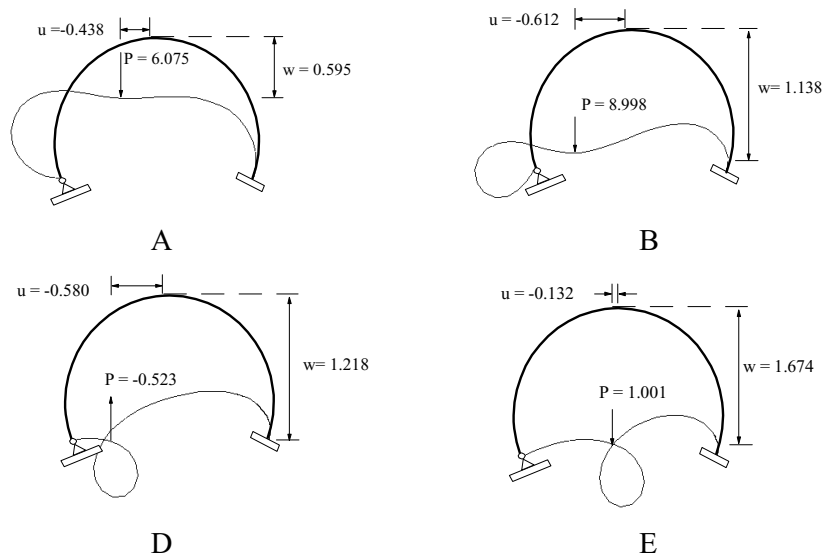 u =-0.438
P = 6.075
w = 0.595
A
u =-0.612
P = 8.998
w= 1.138
B
u = -0.580
P = -0.523
w= 1.218
D
u = -0.132
P = 1.001
w = 1.674
E